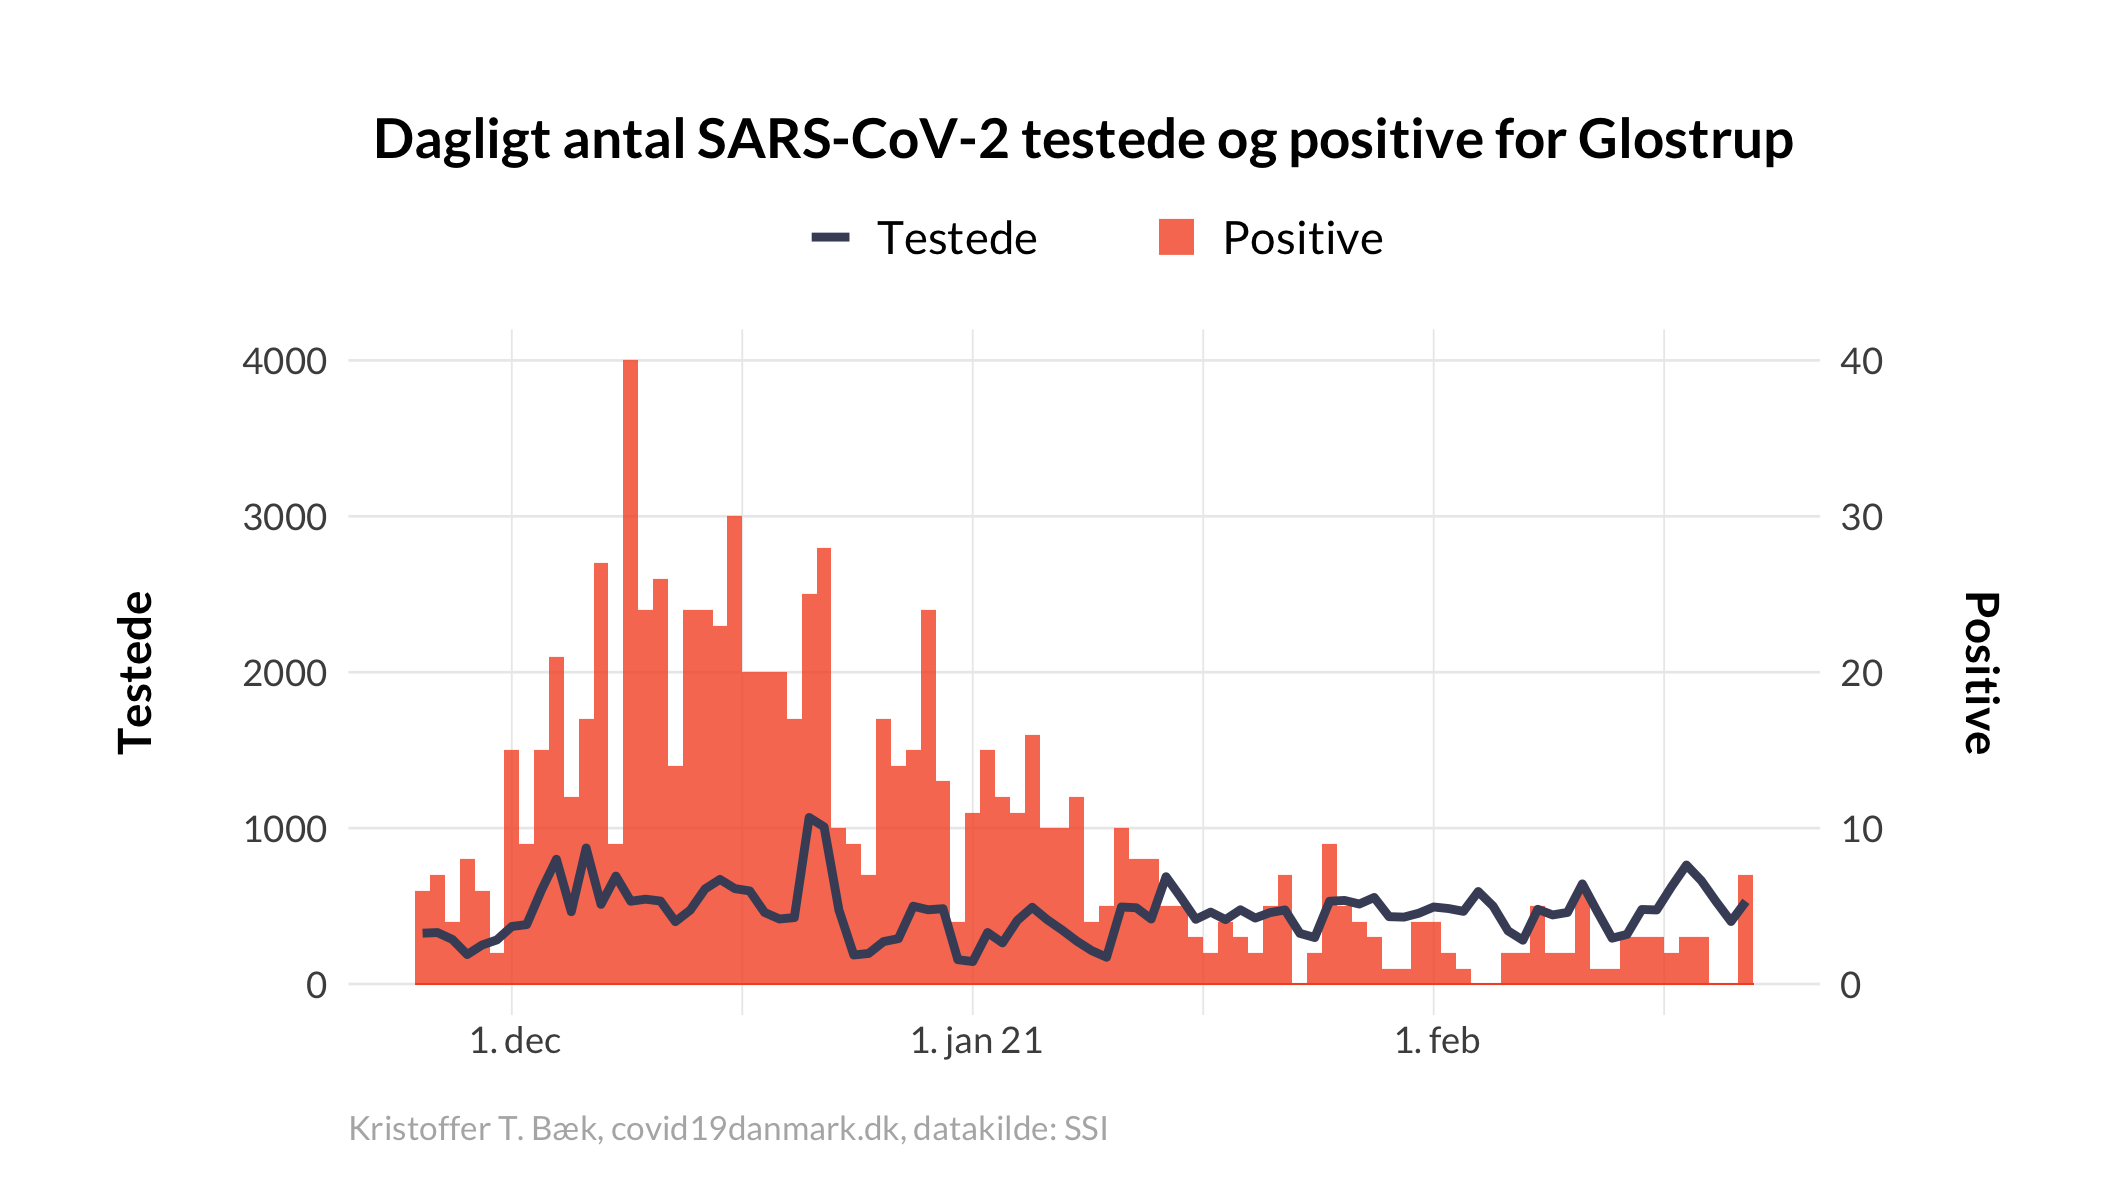 Dagligt antal SARS-CoV-2 testede og positive for Glostrup
Testede
Positive
4000
3000
2000
1000
0
Testede
40
30
20
10
0
Positive
1. dec
1. jan 21
1. feb
Kristoffer T. Bæk, covid19danmark.dk, datakilde: SSI